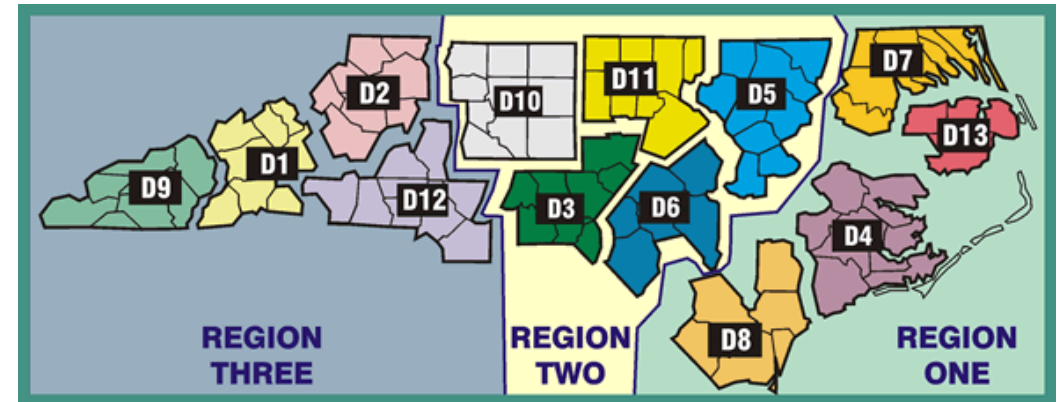 D7
D2
D11
D5
D10
D13
D1
D9
D12
D3
D6
D4
D8
REGION
THREE
REGION
TWO
REGION
ONE